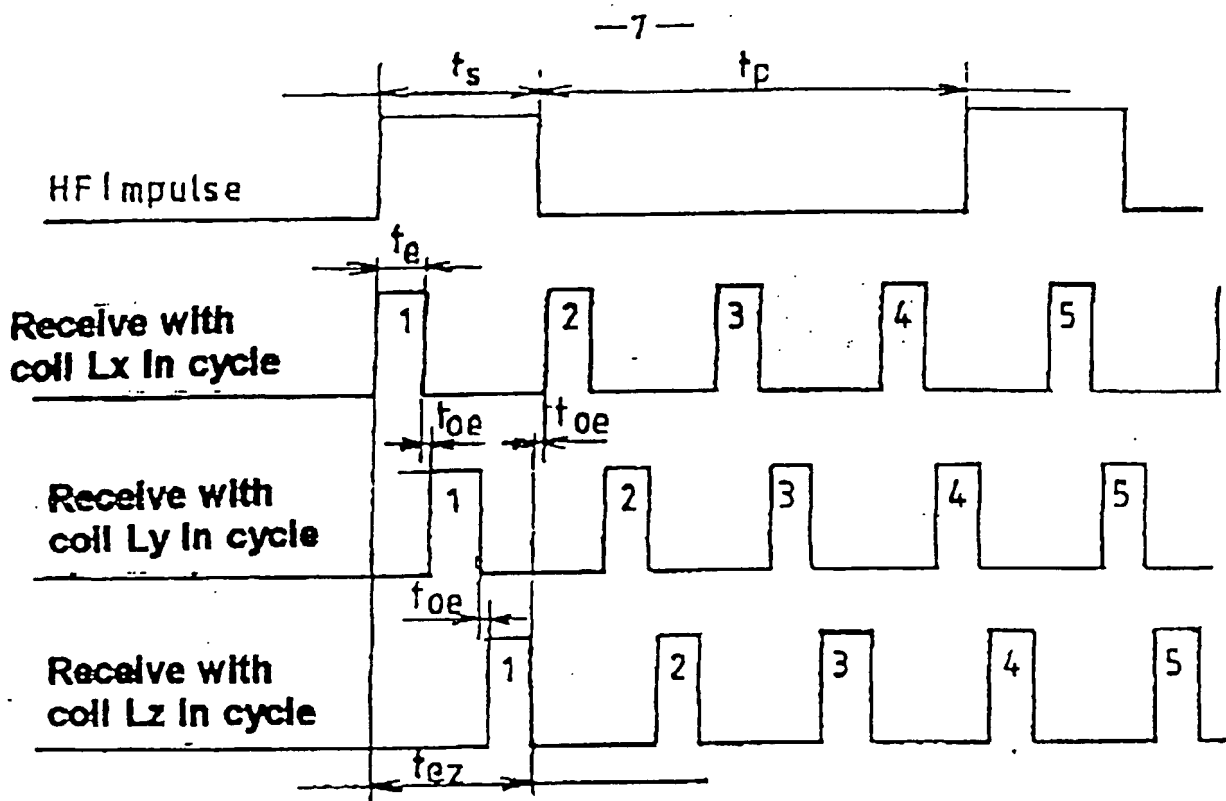 —7—
ts
tp
HF Impulse
te
Receive with
coil Lx in cycle
1
2
3
4
5
toe
toe
Receive with
coil Ly in cycle
1
2
3
4
5
toe
Receive with
coil Lz in cycle
1
2
3
4
5
tez